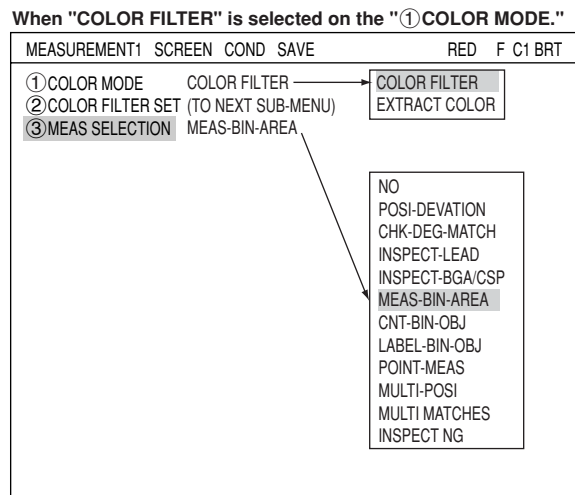 When "COLOR FILTER" is selected on the "①COLOR MODE."
MEASUREMENT1 SCREEN COND SAVE RED F C1 BRT
①COLOR MODE COLOR FILTER
②COLOR FILTER SET (TO NEXT SUB-MENU)
③MEAS SELECTION MEAS-BIN-AREA
COLOR FILTER
EXTRACT COLOR
NO
POSI-DEVATION
CHK-DEG-MATCH
INSPECT-LEAD
INSPECT-BGA/CSP
MEAS-BIN-AREA
CNT-BIN-OBJ
LABEL-BIN-OBJ
POINT-MEAS
MULTI-POSI
MULTI MATCHES
INSPECT NG